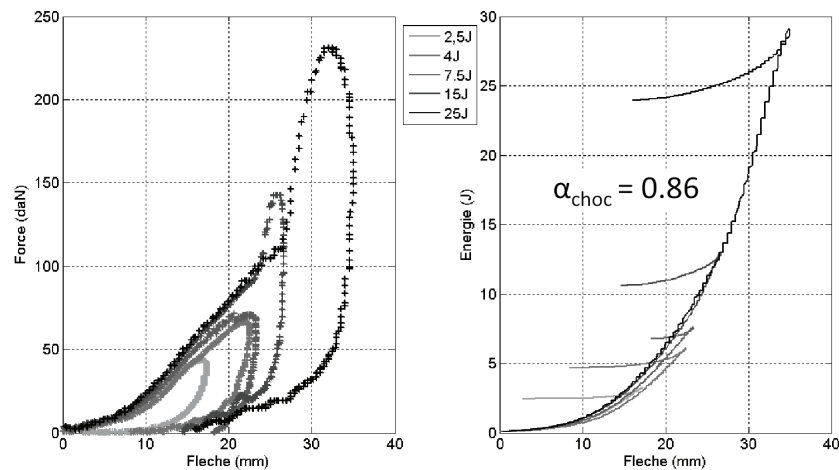 250
200
150
100
50
0
Force (daN)
0 10 20 30 40
Fleche (mm)
2,5J
4J
7.5J
15J
25J
30
25
20
15
10
5
0
Energie (J)
α_choc = 0.86
0 10 20 30 40
Fleche (mm)